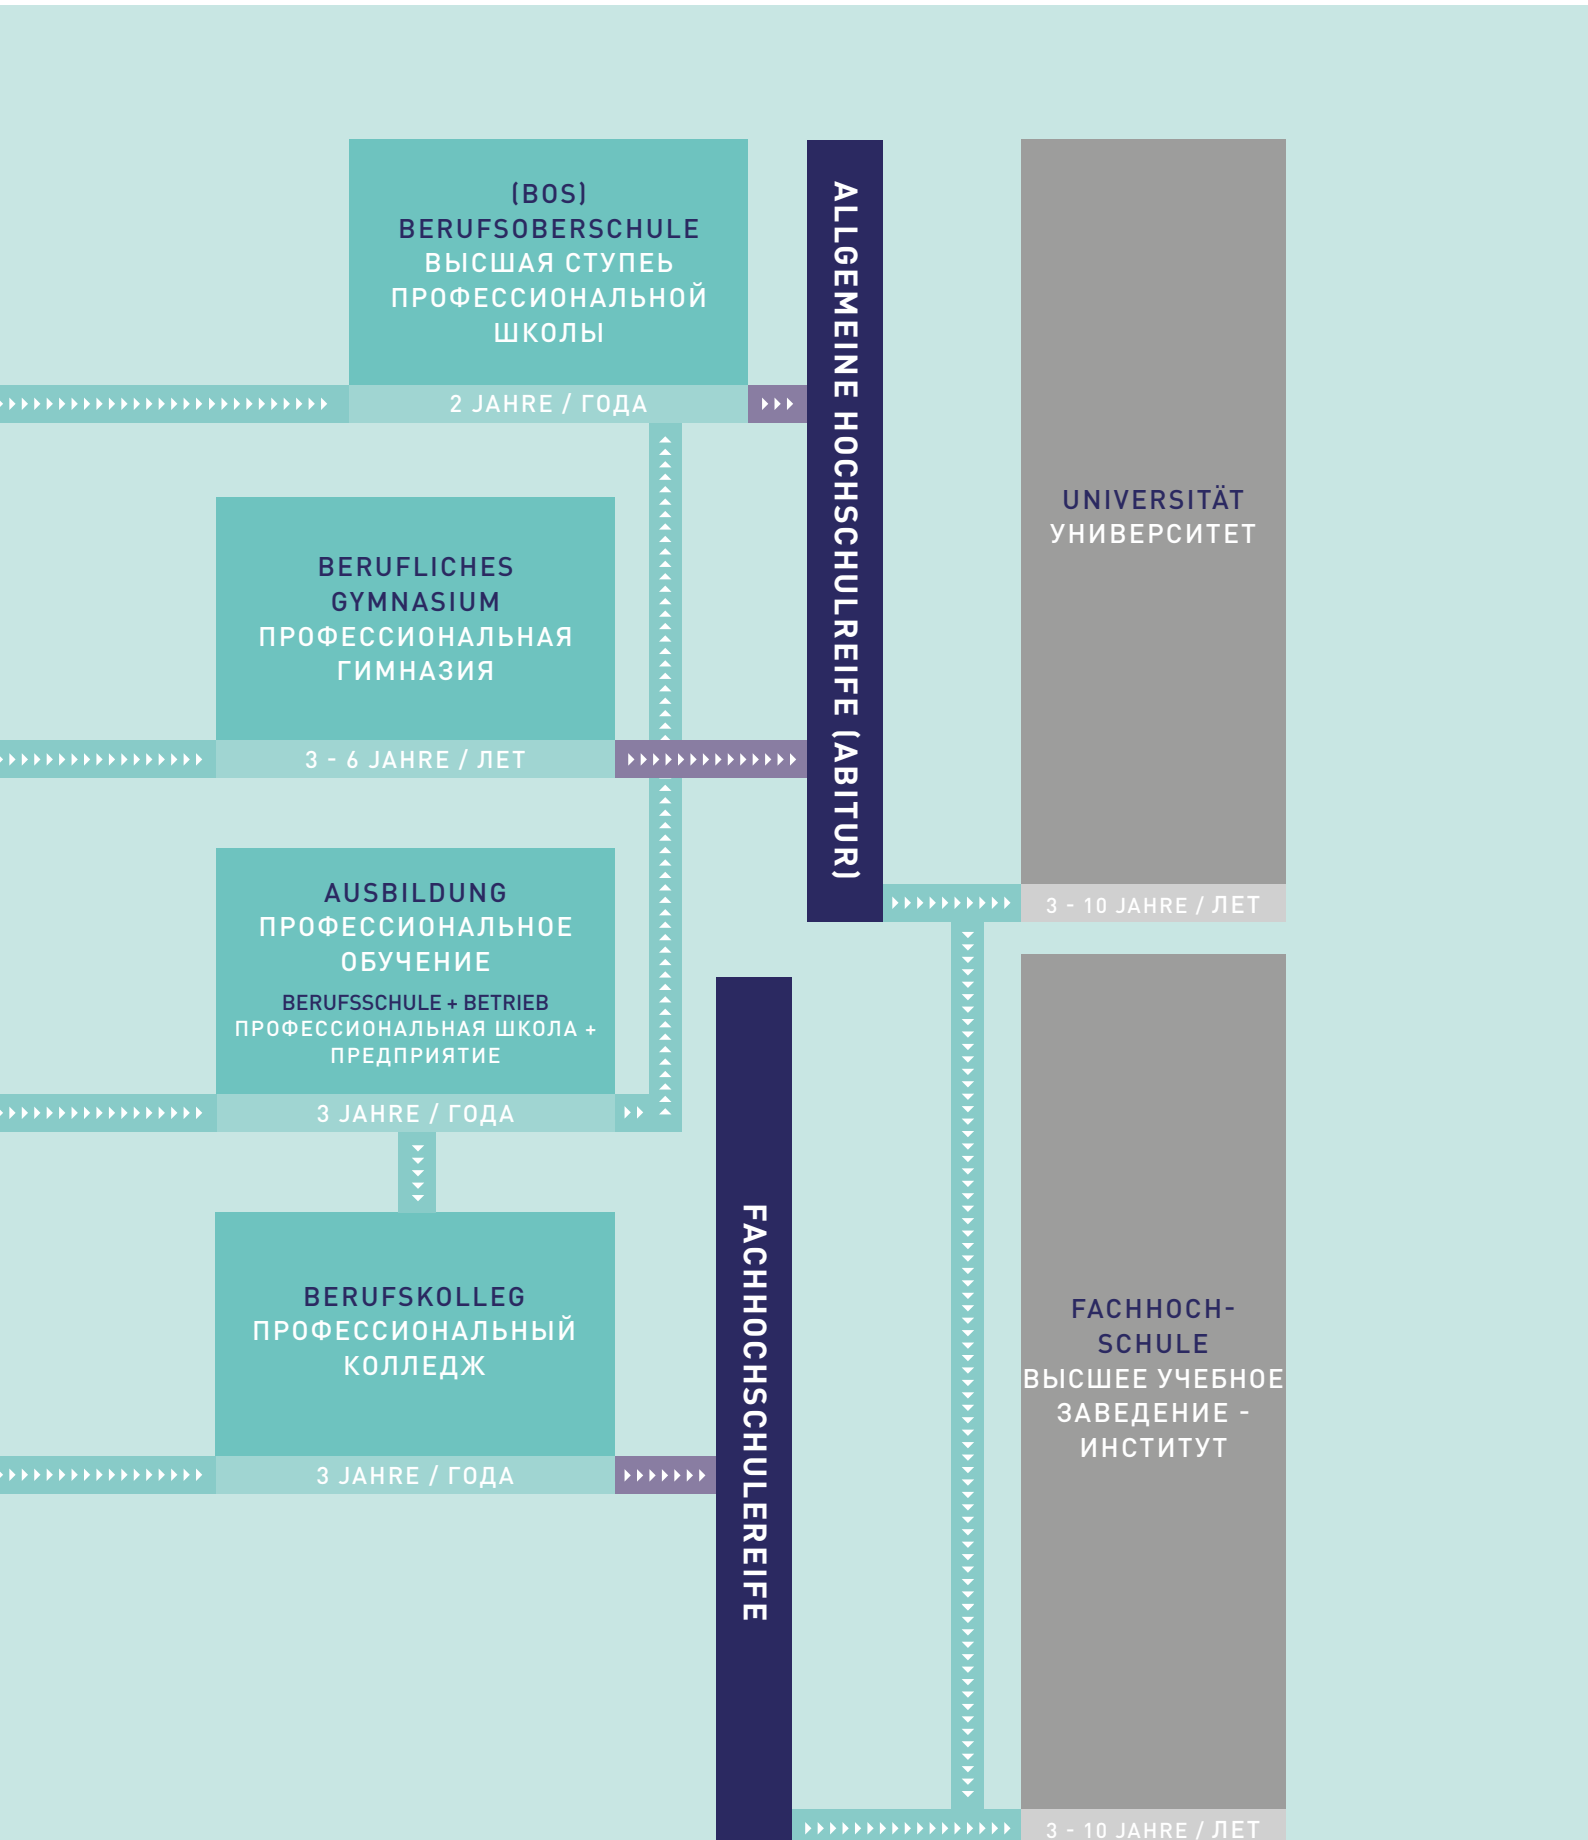 (BOS)
BERUFSOBERSCHULE
ВЫСШАЯ СТУПЕЬ
ПРОФЕССИОНАЛЬНОЙ
ШКОЛЫ
2 JAHRE / ГОДА
BERUFLICHES
GYMNASIUM
ПРОФЕССИОНАЛЬНАЯ
ГИМНАЗИЯ
3 - 6 JAHRE / ЛЕТ
AUSBILDUNG
ПРОФЕССИОНАЛЬНОЕ
ОБУЧЕНИЕ
BERUFSSCHULE + BETRIEB
ПРОФЕССИОНАЛЬНАЯ ШКОЛА +
ПРЕДПРИЯТИЕ
3 JAHRE / ГОДА
BERUFSKOLLEG
ПРОФЕССИОНАЛЬНЫЙ
КОЛЛЕДЖ
3 JAHRE / ГОДА
FACHHOCHSCHULEREIFE
ALLGEMEINE HOCHSCHULREIFE (ABITUR)
UNIVERSITÄT
УНИВЕРСИТЕТ
3 - 10 JAHRE / ЛЕТ
FACHHOCH-
SCHULE
ВЫСШЕЕ УЧЕБНОЕ
ЗАВЕДЕНИЕ -
ИНСТИТУТ
3 - 10 JAHRE / ЛЕТ